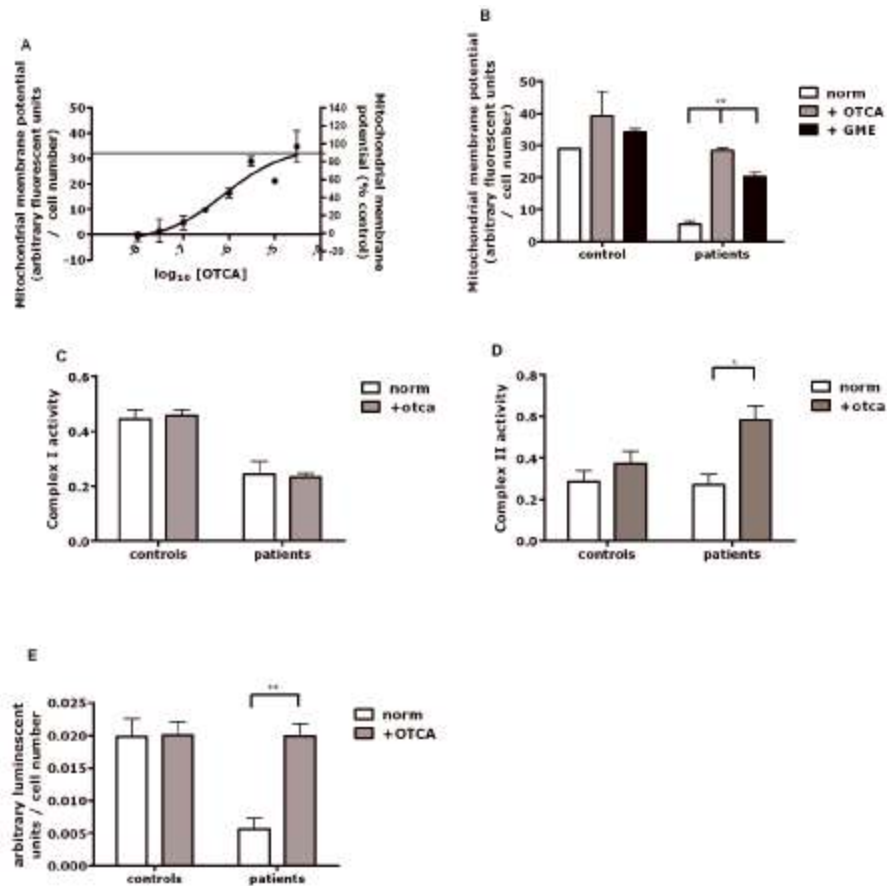 A
Mitochondrial membrane potential
(arbitrary fluorescent units
/ cell number)
50
40
30
20
10
0
-10
140
120
100
80
60
40
20
0
-20
Mitochondrial membrane
potential (% control)
-8
-7
-6
-5
log10 [OTCA]
B
Mitochondrial membrane potential
(arbitrary fluorescent units
/ cell number)
50
40
30
20
10
0
**
control
patients
norm
+ OTCA
+ GME
C
Complex I activity
0.6
0.4
0.2
0.0
controls
patients
norm
+otca
D
Complex II activity
0.8
0.6
0.4
0.2
0.0
controls
patients
norm
+otca
E
arbitrary luminescent
units / cell number
0.025
0.020
0.015
0.010
0.005
0.000
**
controls
patients
norm
+OTCA